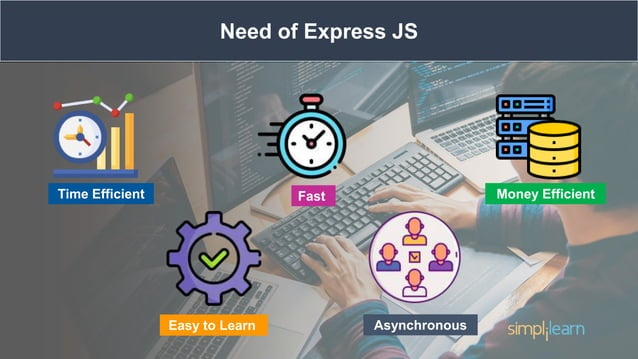 Need of Express JS
Time Efficient
Fast
Money Efficient
Easy to Learn
Asynchronous
simplilearn